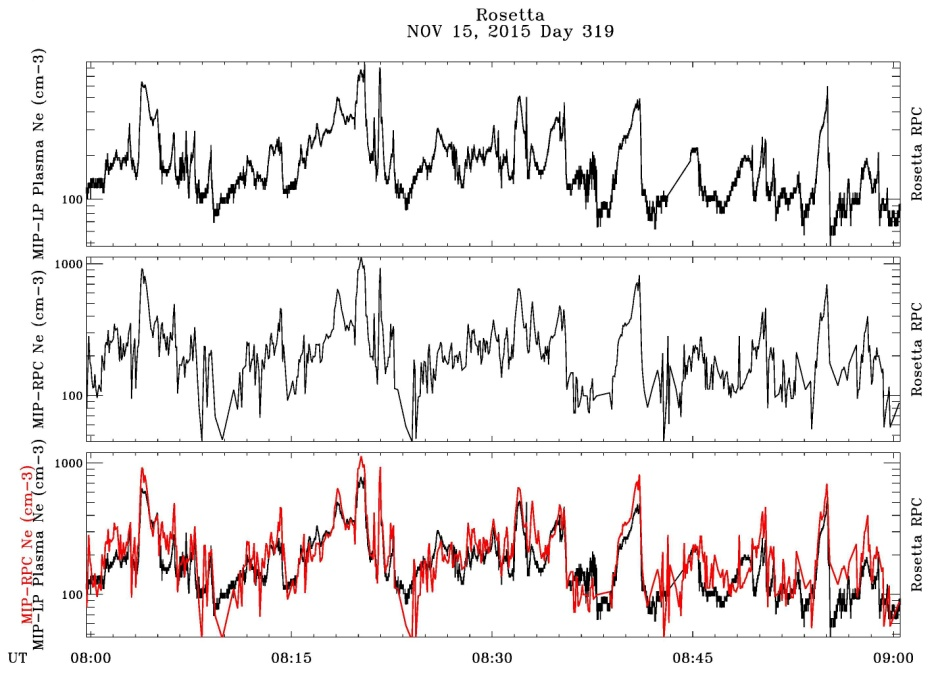 Rosetta
NOV 15, 2015 Day 319
MIP-LP Plasma Ne (cm-3)
100
Rosetta RPC
MIP-RPC Ne (cm-3)
1000
100
Rosetta RPC
MIP-RPC Ne (cm-3)
MIP-LP Plasma Ne (cm-3)
1000
100
Rosetta RPC
UT 08:00 08:15 08:30 08:45 09:00